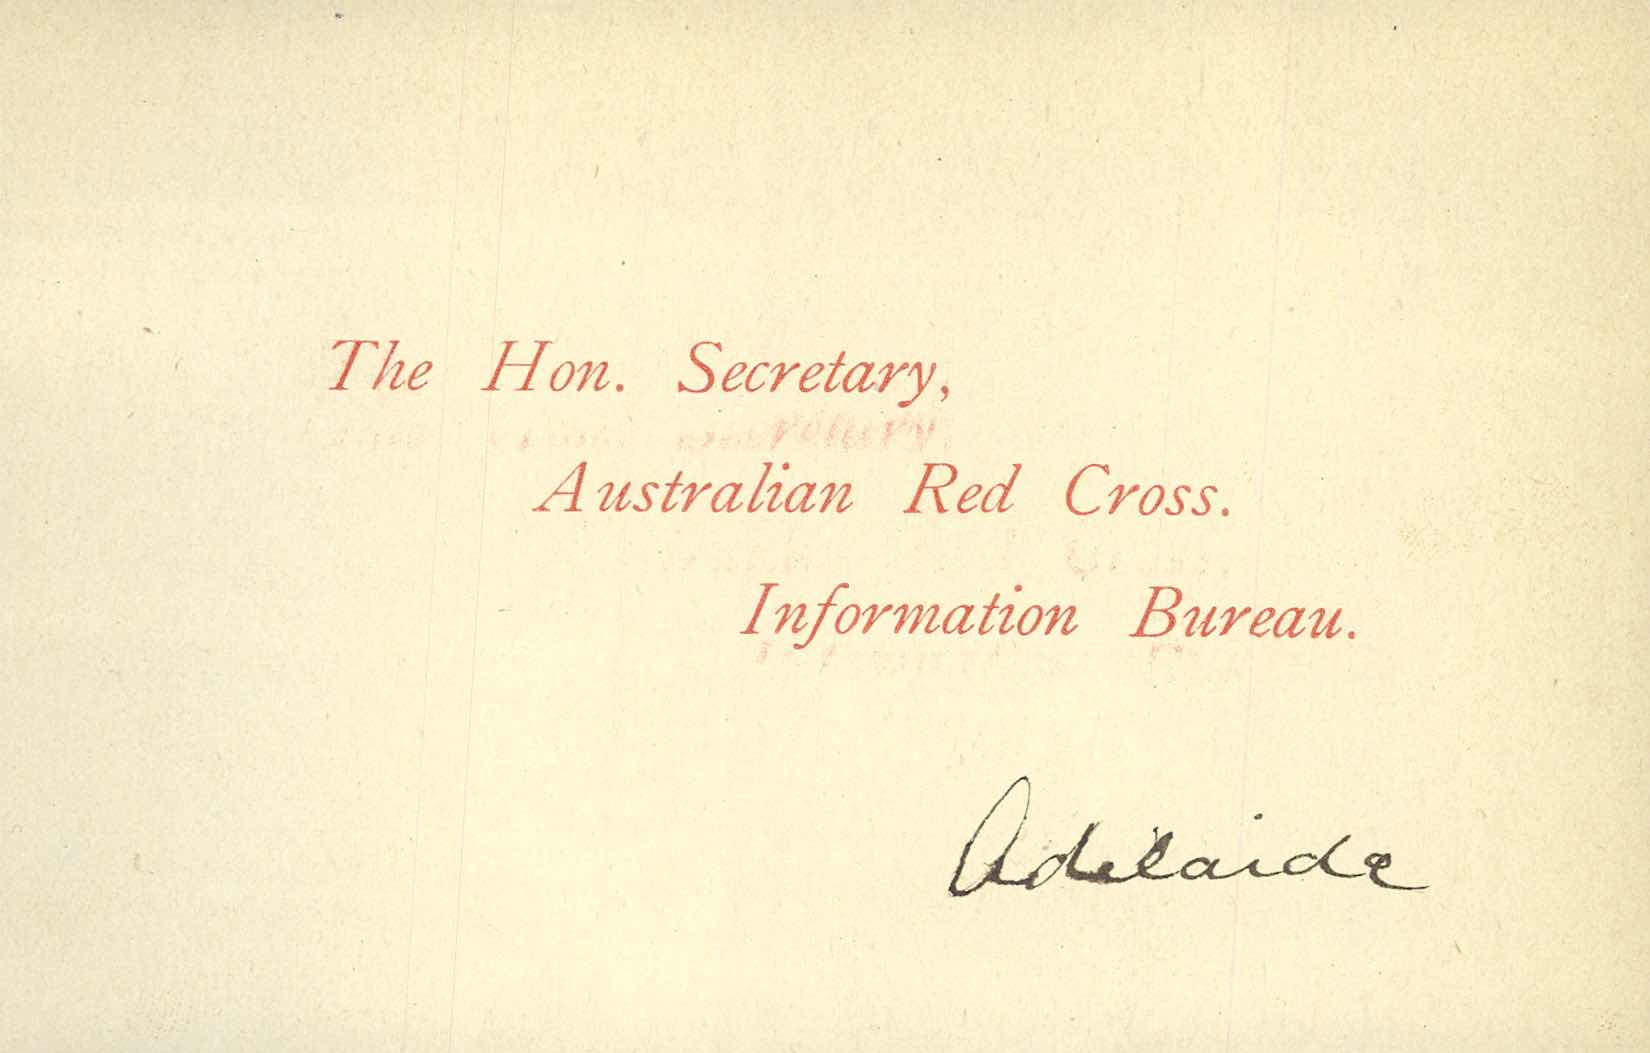 The Hon. Secretary,
Australian Red Cross.
Information Bureau.
Adelaide